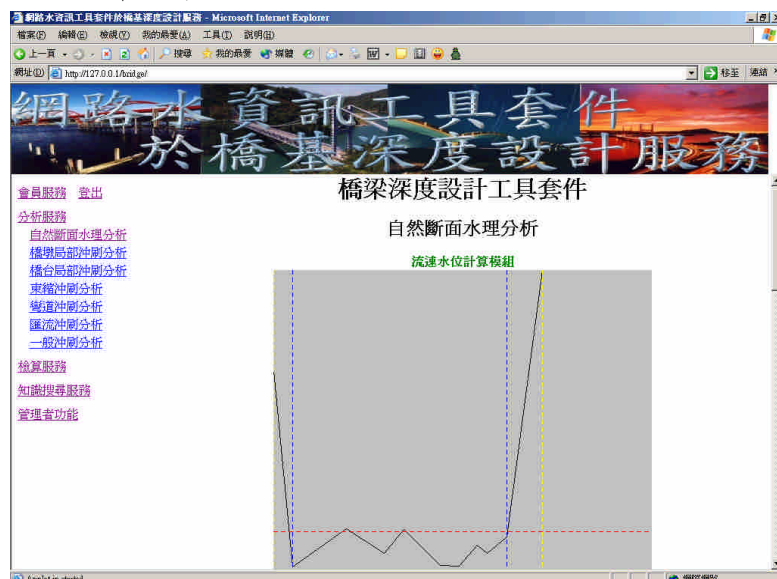 網路水資訊工具套件於橋基深度設計服務 - Microsoft Internet Explorer
檔案(F) 編輯(E) 檢視(V) 我的最愛(A) 工具(T) 說明(H)
上一頁 搜尋 我的最愛 媒體
網址(D) http://127.0.0.1/bridge/ 移至 連結
網路水資訊工具套件
於橋基深度設計服務
會員服務 登出
分析服務
自然斷面水理分析
橋墩局部沖刷分析
橋台局部沖刷分析
束縮沖刷分析
彎道沖刷分析
匯流沖刷分析
一般沖刷分析
檢算服務
知識搜尋服務
管理者功能
橋梁深度設計工具套件
自然斷面水理分析
流速水位計算模組
Applet started